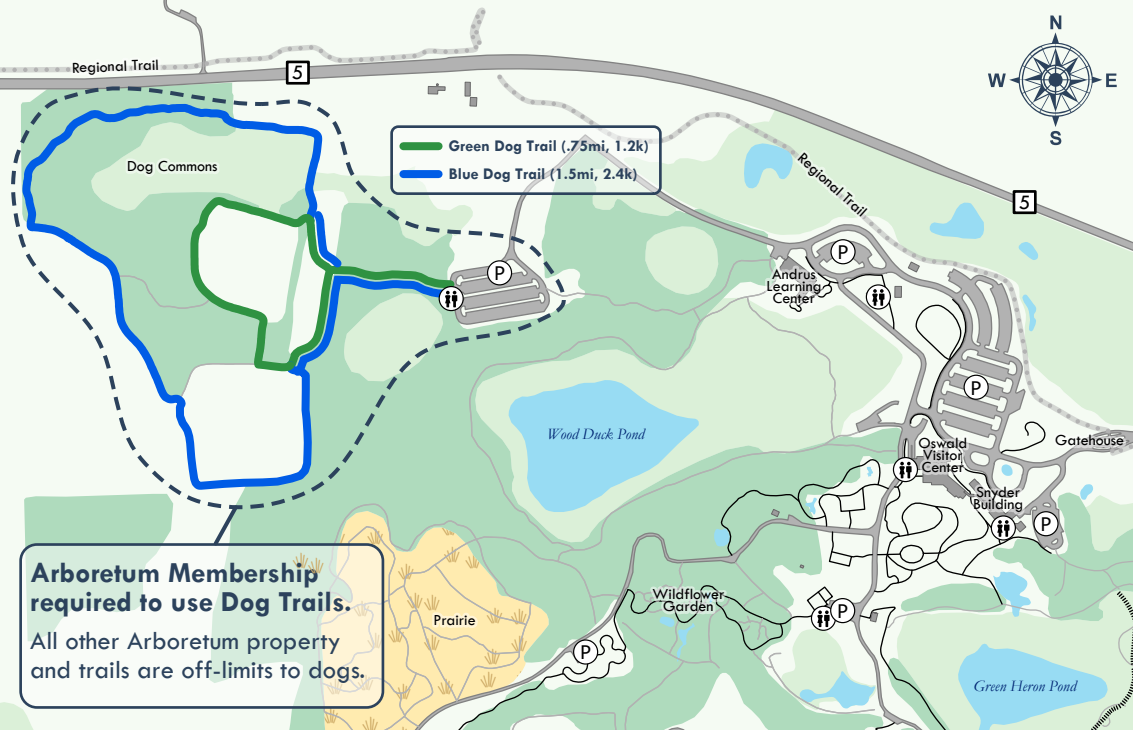 N
W
E
S
Regional Trail
5
Green Dog Trail (.75mi, 1.2k)
Blue Dog Trail (1.5mi, 2.4k)
Dog Commons
Regional Trail
5
P
P
Andrus
Learning
Center
P
Wood Duck Pond
Gatehouse
Oswald
Visitor
Center
Snyder
Building
P
Arboretum Membership
required to use Dog Trails.
All other Arboretum property
and trails are off-limits to dogs.
Prairie
Wildflower
Garden
P
P
Green Heron Pond